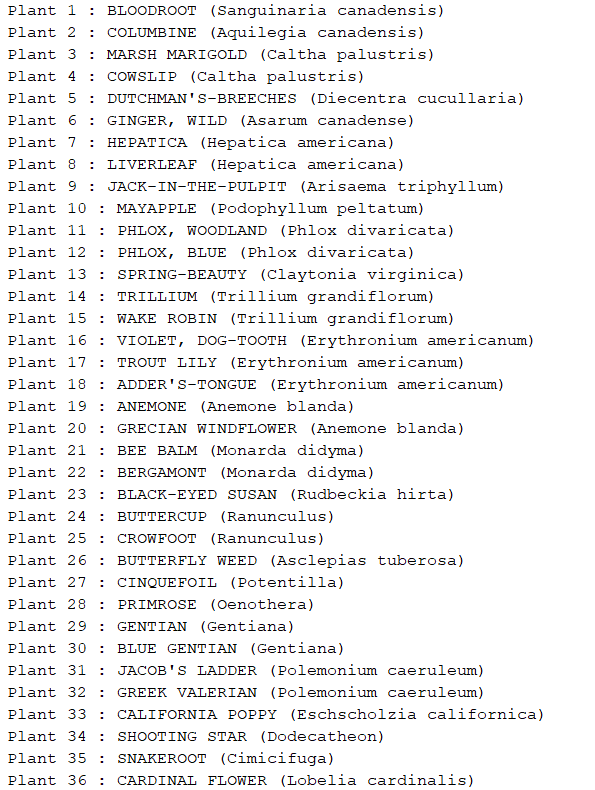 Plant 1 : BLOODROOT (Sanguinaria canadensis)
Plant 2 : COLUMBINE (Aquilegia canadensis)
Plant 3 : MARSH MARIGOLD (Caltha palustris)
Plant 4 : COWSLIP (Caltha palustris)
Plant 5 : DUTCHMAN'S-BREECHES (Diecentra cucullaria)
Plant 6 : GINGER, WILD (Asarum canadense)
Plant 7 : HEPATICA (Hepatica americana)
Plant 8 : LIVERLEAF (Hepatica americana)
Plant 9 : JACK-IN-THE-PULPIT (Arisaema triphyllum)
Plant 10 : MAYAPPLE (Podophyllum peltatum)
Plant 11 : PHLOX, WOODLAND (Phlox divaricata)
Plant 12 : PHLOX, BLUE (Phlox divaricata)
Plant 13 : SPRING-BEAUTY (Claytonia virginica)
Plant 14 : TRILLIUM (Trillium grandiflorum)
Plant 15 : WAKE ROBIN (Trillium grandiflorum)
Plant 16 : VIOLET, DOG-TOOTH (Erythronium americanum)
Plant 17 : TROUT LILY (Erythronium americanum)
Plant 18 : ADDER'S-TONGUE (Erythronium americanum)
Plant 19 : ANEMONE (Anemone blanda)
Plant 20 : GRECIAN WINDFLOWER (Anemone blanda)
Plant 21 : BEE BALM (Monarda didyma)
Plant 22 : BERGAMONT (Monarda didyma)
Plant 23 : BLACK-EYED SUSAN (Rudbeckia hirta)
Plant 24 : BUTTERCUP (Ranunculus)
Plant 25 : CROWFOOT (Ranunculus)
Plant 26 : BUTTERFLY WEED (Asclepias tuberosa)
Plant 27 : CINQUEFOIL (Potentilla)
Plant 28 : PRIMROSE (Oenothera)
Plant 29 : GENTIAN (Gentiana)
Plant 30 : BLUE GENTIAN (Gentiana)
Plant 31 : JACOB'S LADDER (Polemonium caeruleum)
Plant 32 : GREEK VALERIAN (Polemonium caeruleum)
Plant 33 : CALIFORNIA POPPY (Eschscholzia californica)
Plant 34 : SHOOTING STAR (Dodecatheon)
Plant 35 : SNAKEROOT (Cimicifuga)
Plant 36 : CARDINAL FLOWER (Lobelia cardinalis)